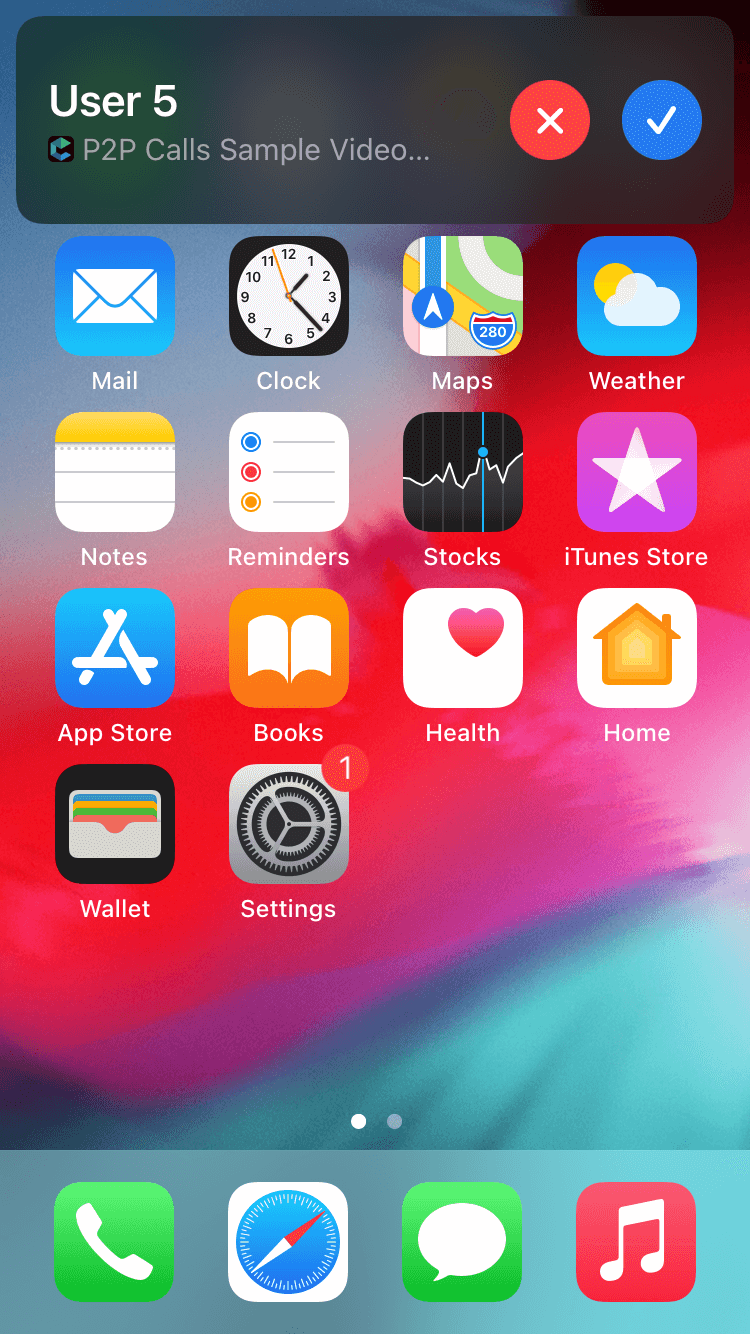 User 5
P2P Calls Sample Video...
12
11 1
10 2
9 3
8 4
7 5
6
280
Mail Clock Maps Weather
Notes Reminders Stocks iTunes Store
App Store Books Health Home
1
Wallet Settings